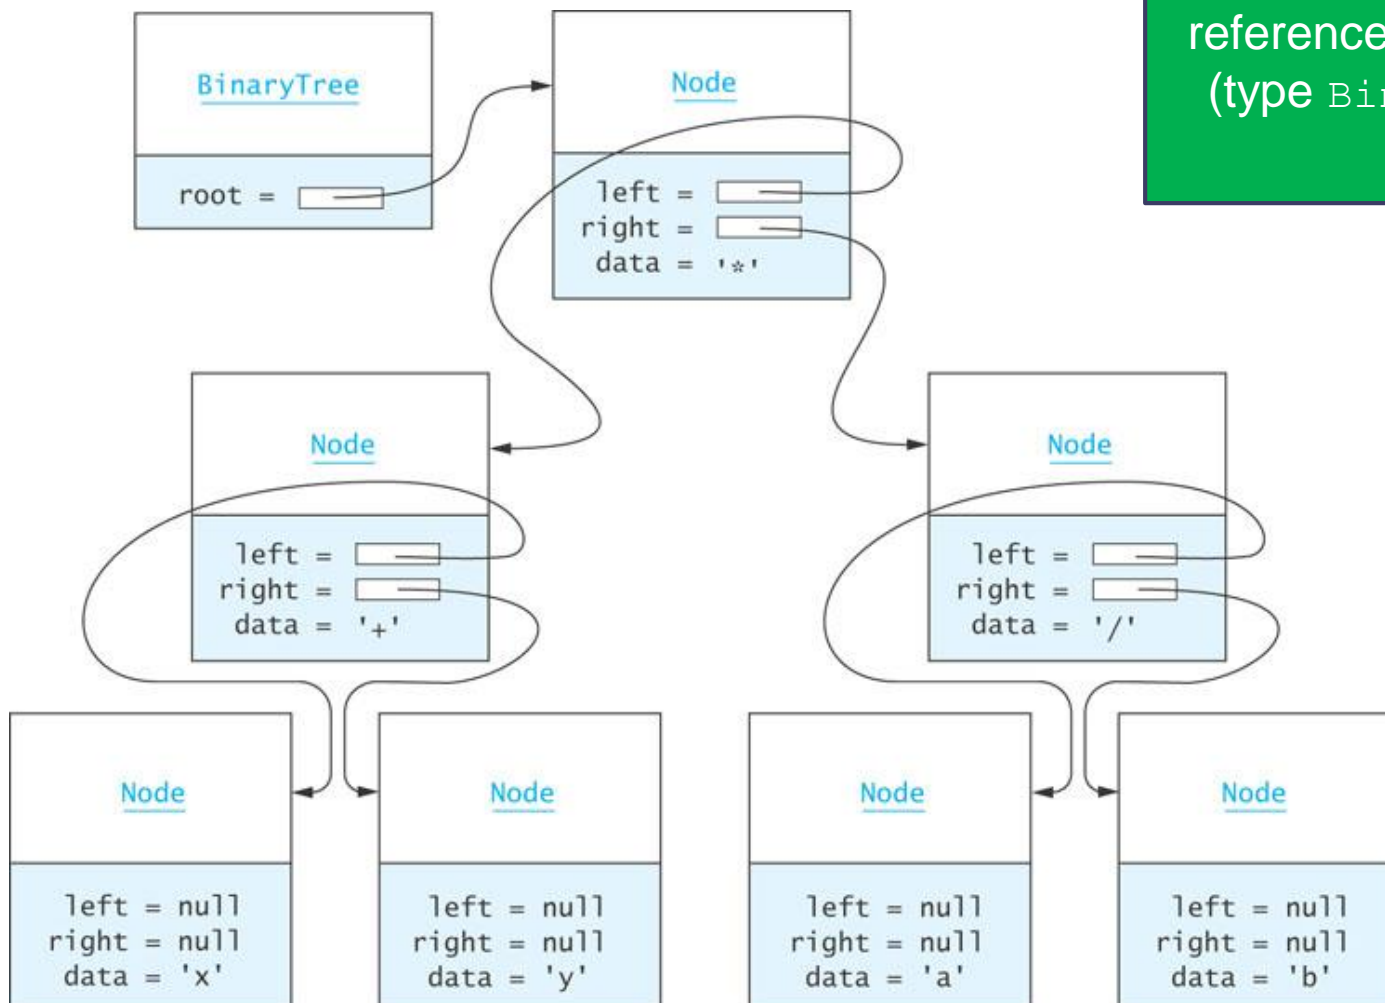 reference
(type Bin
BinaryTree
root =
Node
left =
right =
data = '*'
Node
left =
right =
data = '+'
Node
left =
right =
data = '/'
Node
left = null
right = null
data = 'x'
Node
left = null
right = null
data = 'y'
Node
left = null
right = null
data = 'a'
Node
left = null
right = null
data = 'b'